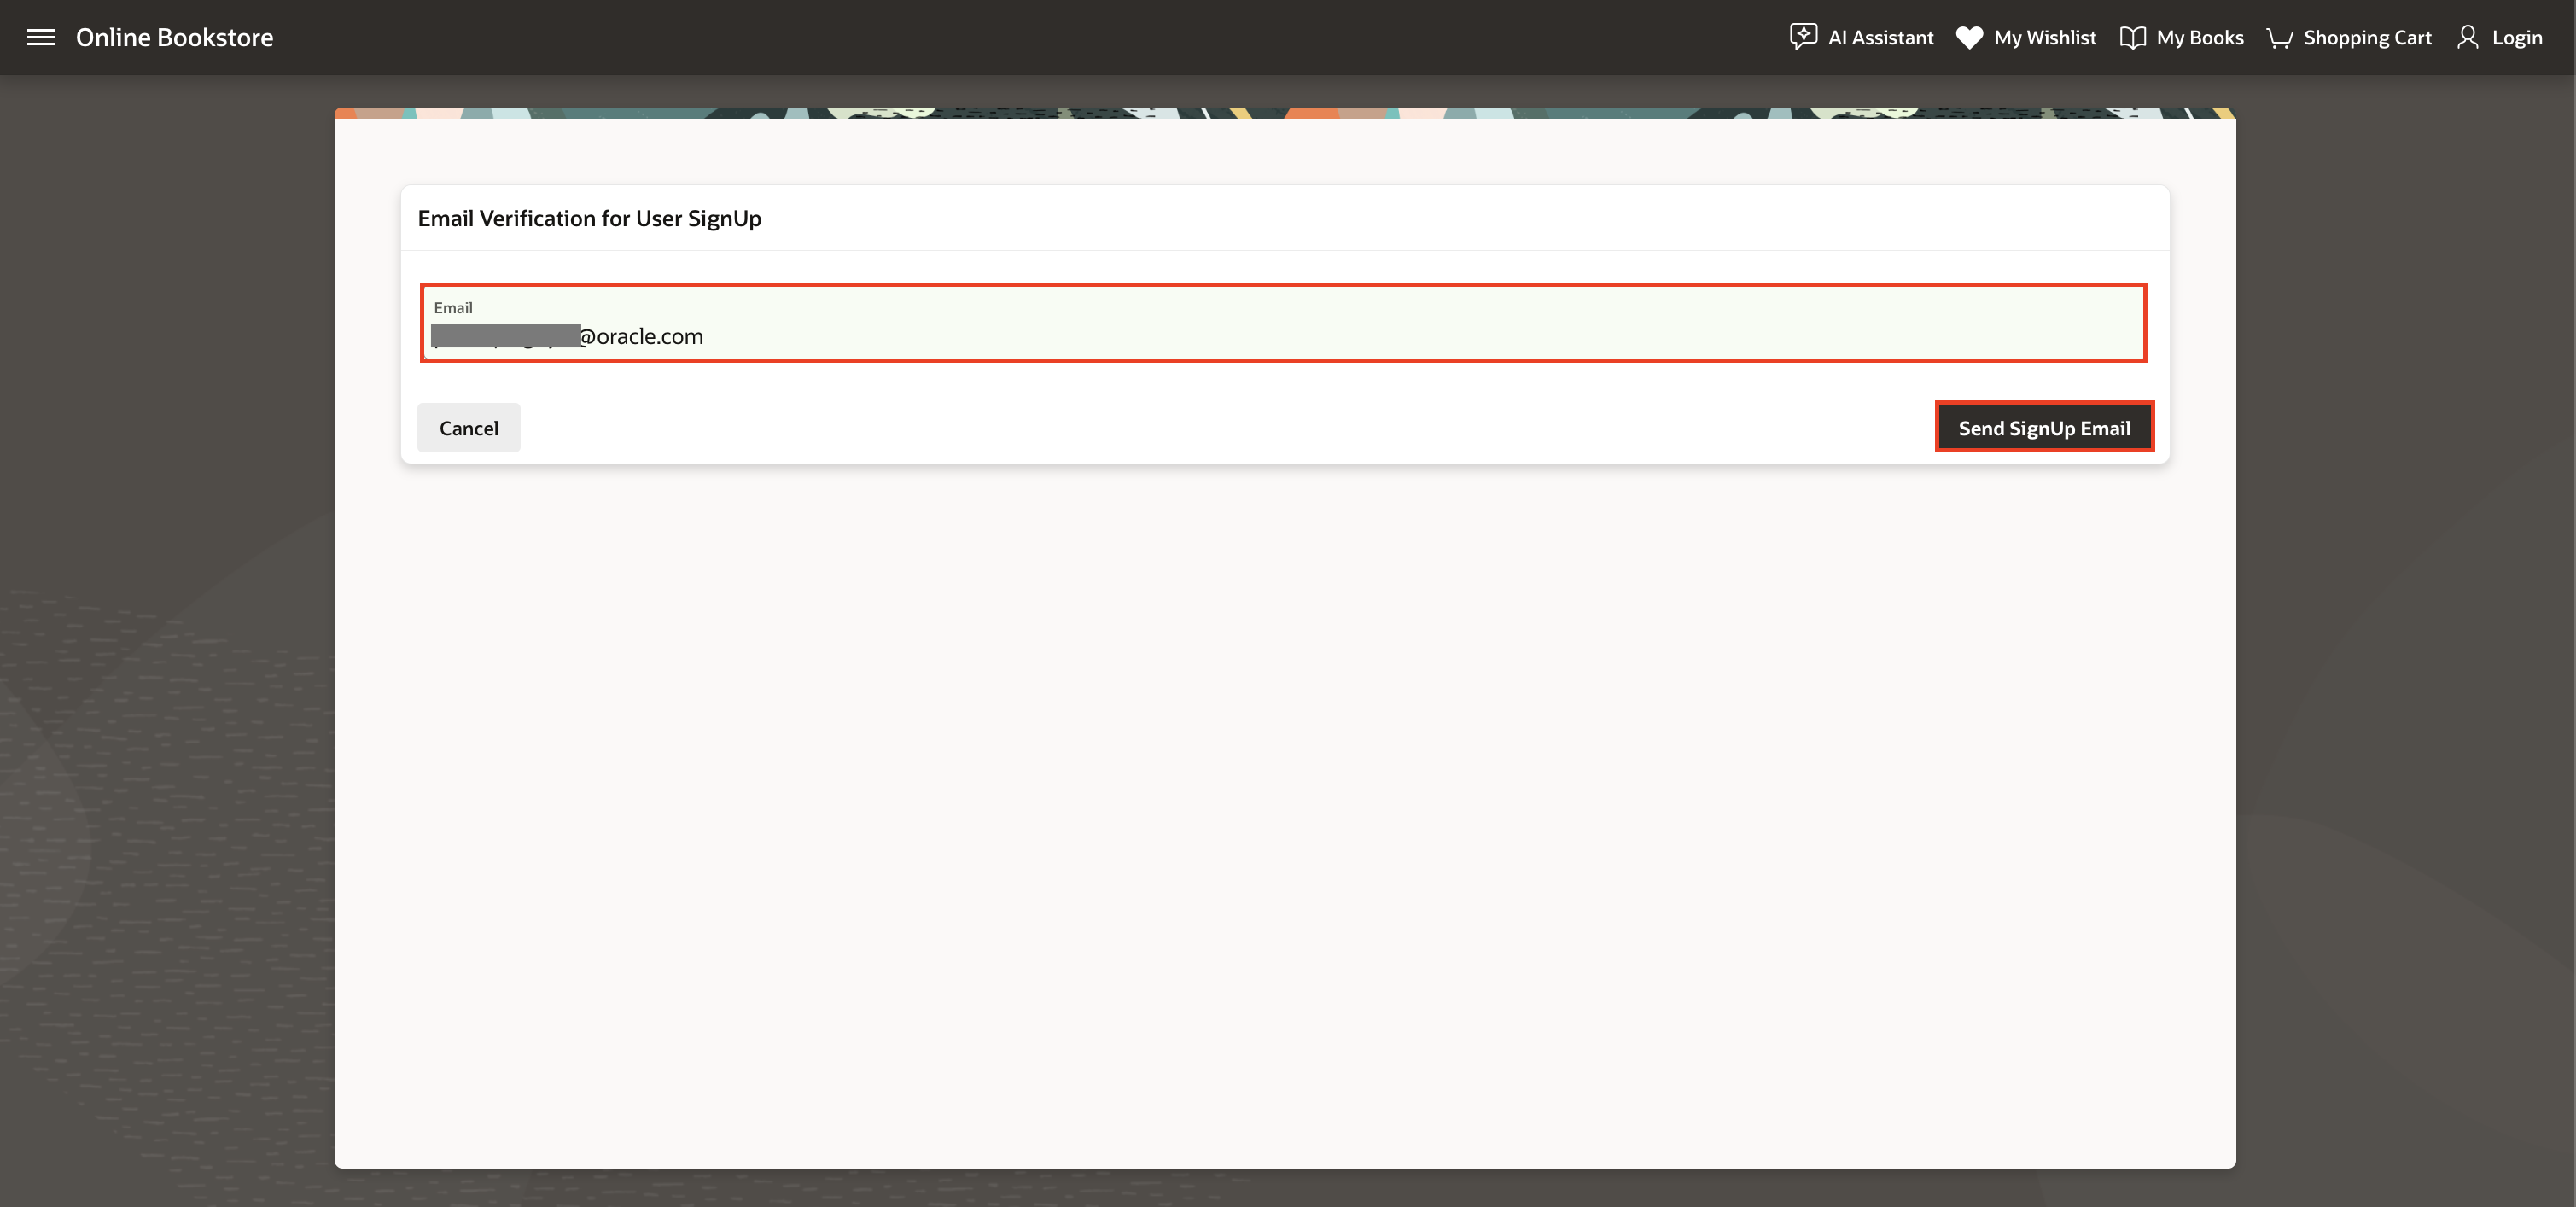 Online Bookstore
AI Assistant
My Wishlist
My Books
Shopping Cart
Login
Email Verification for User SignUp
Email
@oracle.com
Cancel
Send SignUp Email